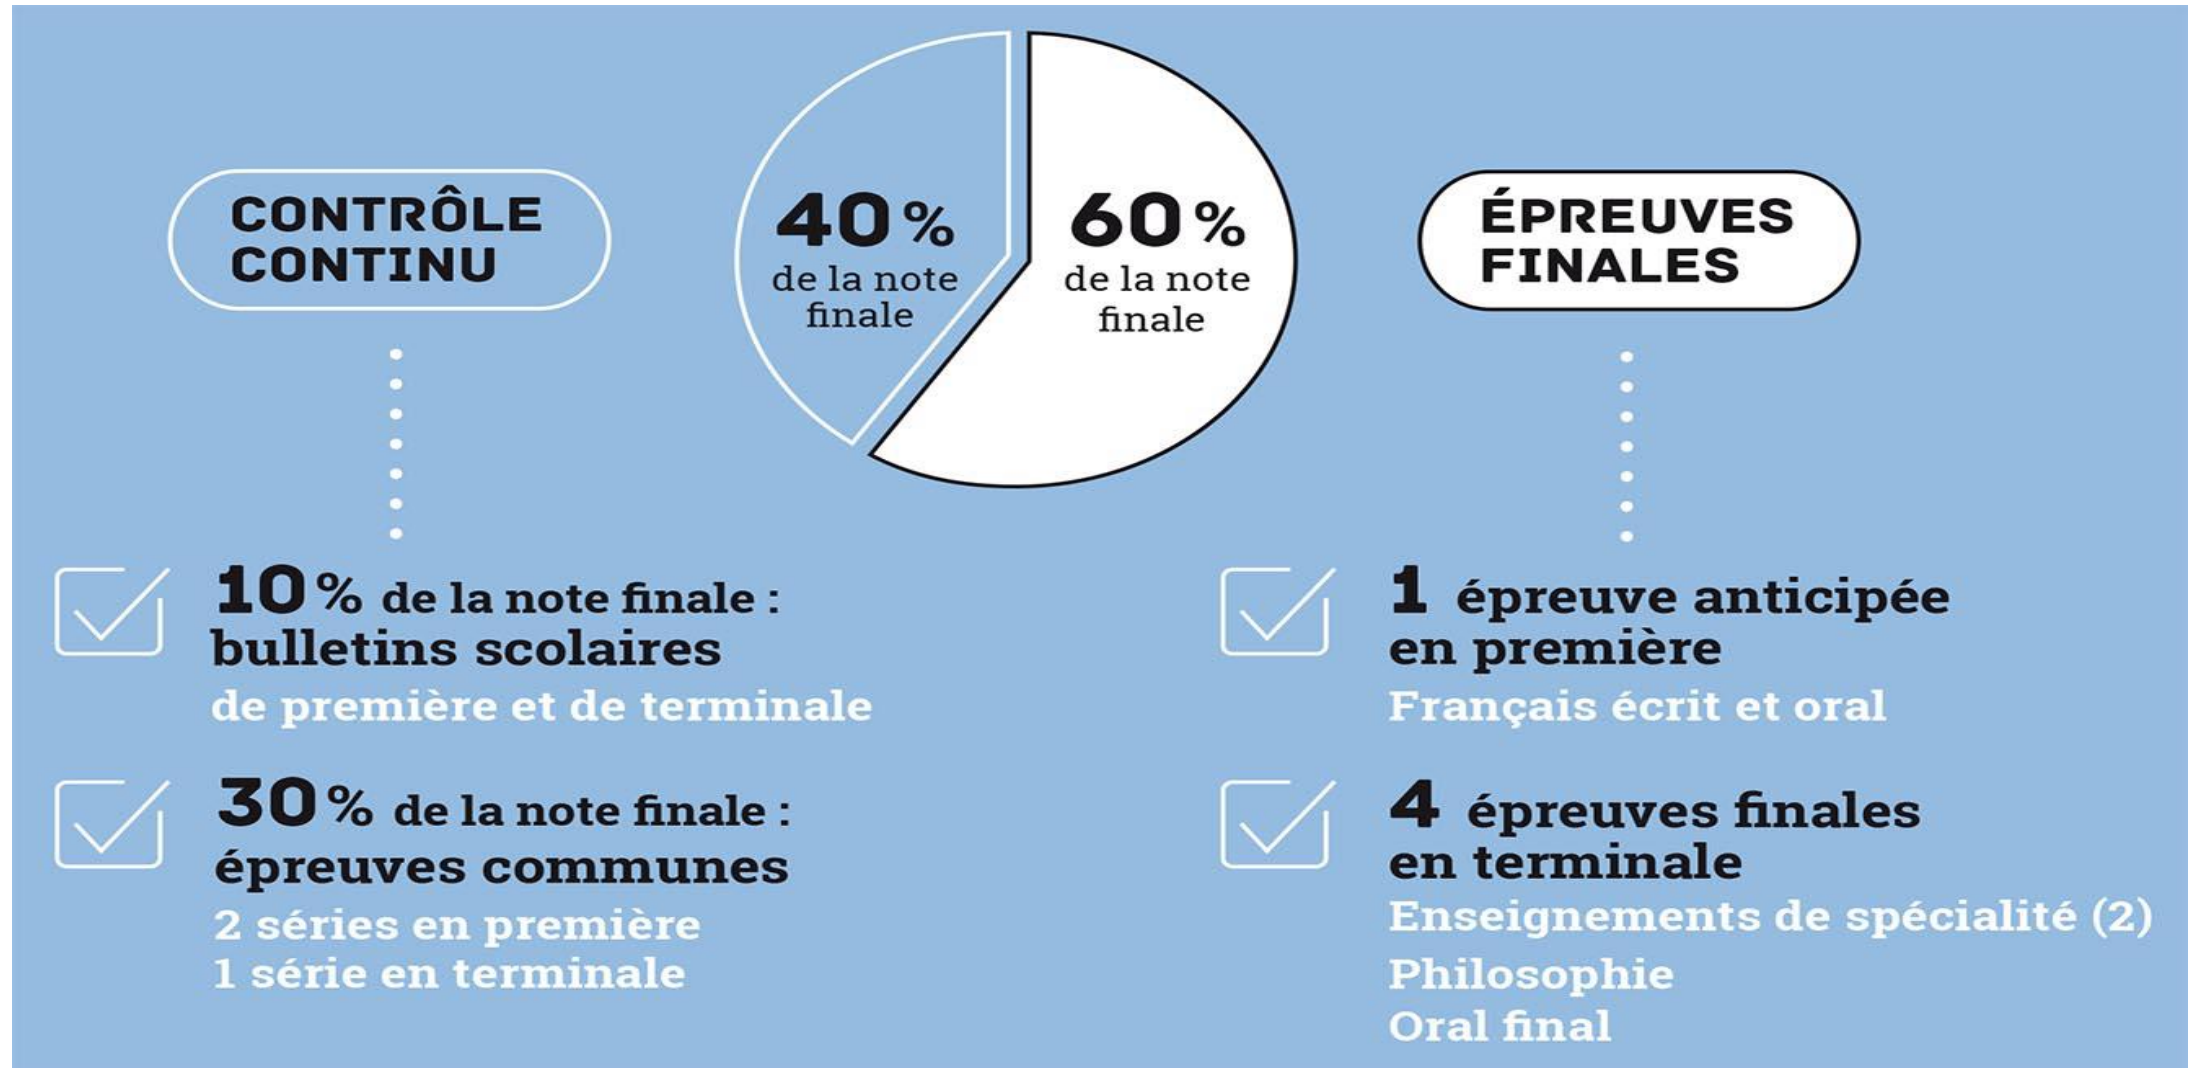 CONTRÔLE
CONTINU
40%
de la note
finale
60%
de la note
finale
ÉPREUVES
FINALES
10% de la note finale :
bulletins scolaires
de première et de terminale
30% de la note finale :
épreuves communes
2 séries en première
1 série en terminale
1 épreuve anticipée
en première
Français écrit et oral
4 épreuves finales
en terminale
Enseignements de spécialité (2)
Philosophie
Oral final